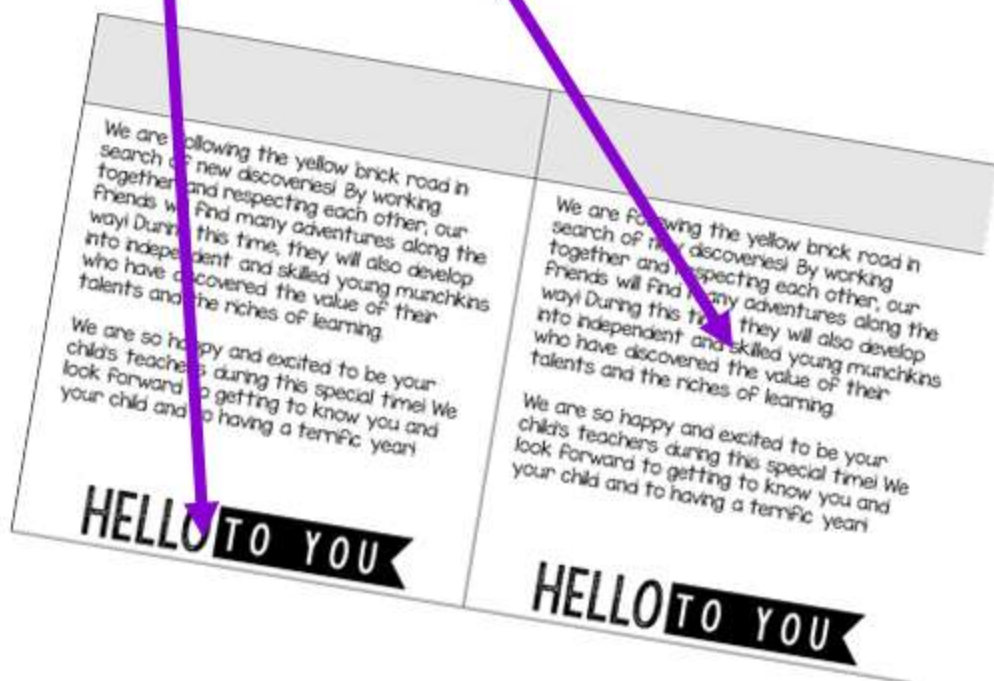 We are following the yellow brick road in
search of new discoveries! By working
together and respecting each other, our
friends will find many adventures along the
way! During this time, they will also develop
into independent and skilled young munchkins
who have discovered the value of their
talents and the riches of learning.
We are so happy and excited to be your
child's teachers during this special time! We
look forward to getting to know you and
your child and to having a terrific year!
HELLO TO YOU
We are following the yellow brick road in
search of new discoveries! By working
together and respecting each other, our
friends will find many adventures along the
way! During this time, they will also develop
into independent and skilled young munchkins
who have discovered the value of their
talents and the riches of learning.
We are so happy and excited to be your
child's teachers during this special time! We
look forward to getting to know you and
your child and to having a terrific year!
HELLO TO YOU